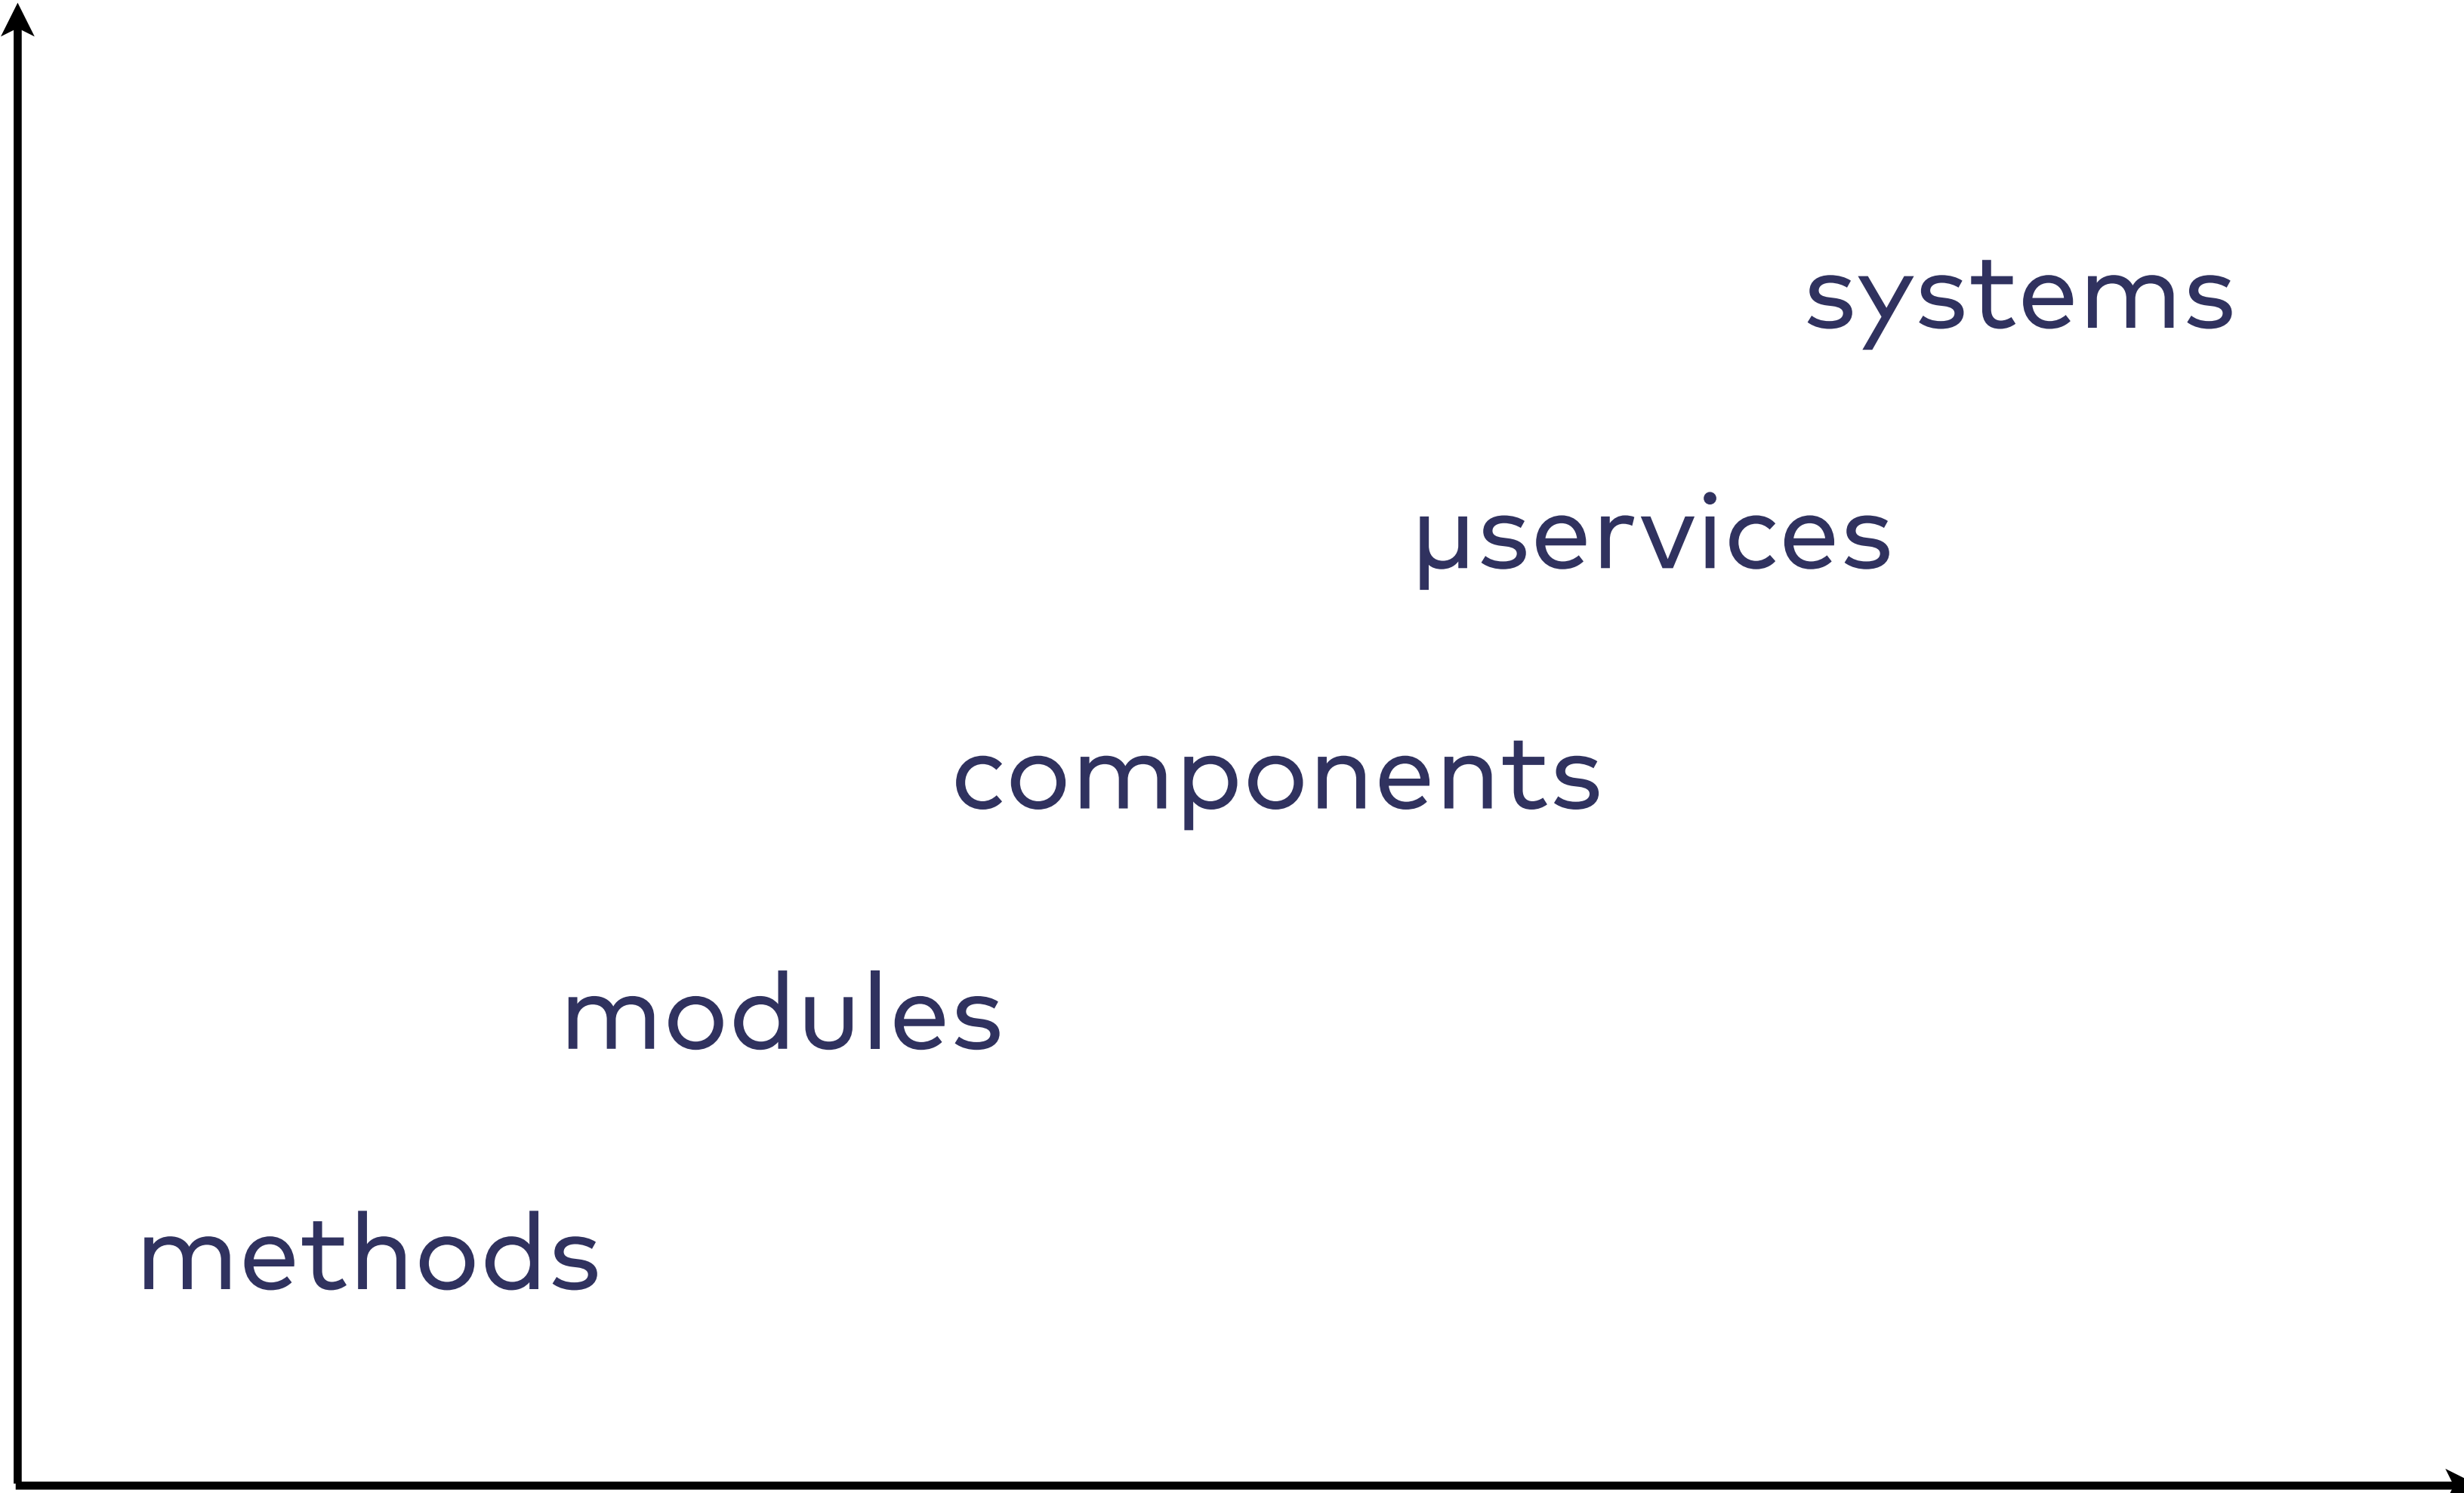 systems
µservices
components
modules
methods